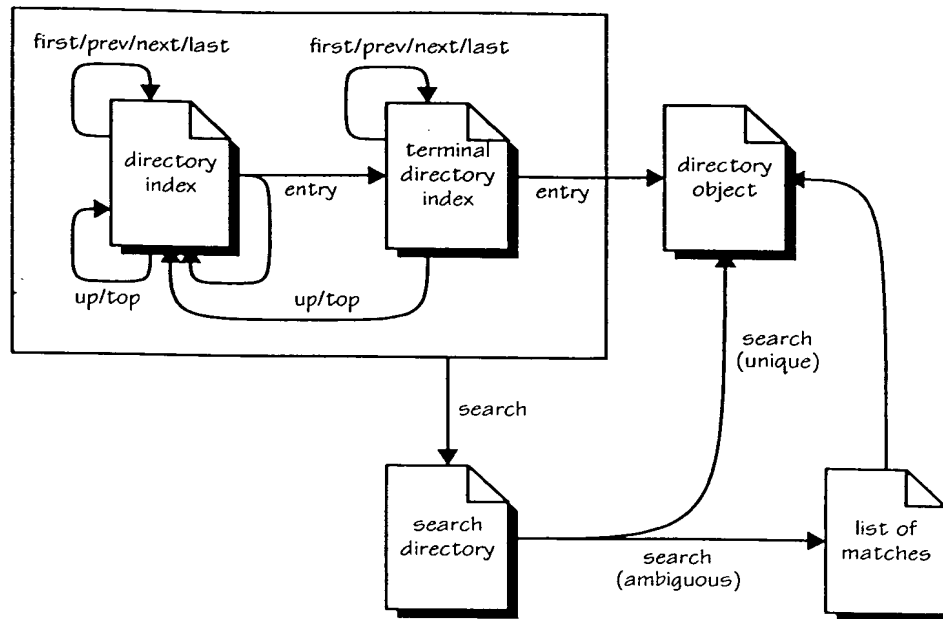 first/prev/next/last
first/prev/next/last
directory
index
entry
terminal
directory
index
entry
directory
object
up/top
up/top
search
(unique)
search
search
directory
search
(ambiguous)
list of
matches